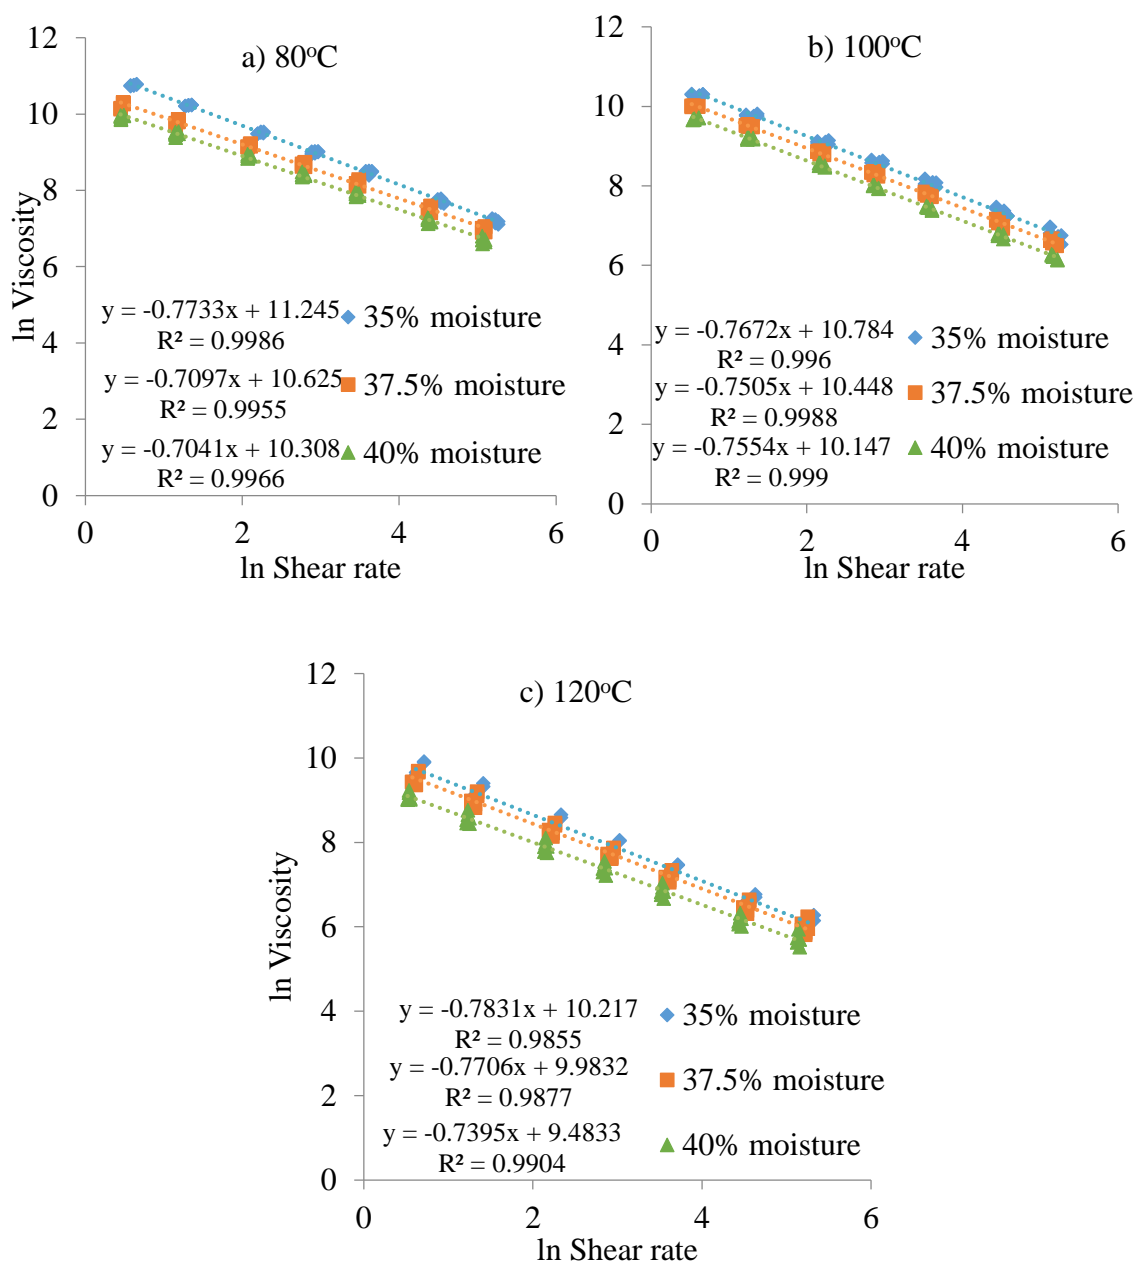 a) 80°C
12
10
8
6
4
2
0
ln Viscosity
y = -0.7733x + 11.245
R² = 0.9986
y = -0.7097x + 10.625
R² = 0.9955
y = -0.7041x + 10.308
R² = 0.9966
35% moisture
37.5% moisture
40% moisture
0 2 4 6
ln Shear rate
b) 100°C
12
10
8
6
4
2
0
y = -0.7672x + 10.784
R² = 0.996
y = -0.7505x + 10.448
R² = 0.9988
y = -0.7554x + 10.147
R² = 0.999
35% moisture
37.5% moisture
40% moisture
0 2 4 6
ln Shear rate
c) 120°C
12
10
8
6
4
2
0
ln Viscosity
y = -0.7831x + 10.217
R² = 0.9855
y = -0.7706x + 9.9832
R² = 0.9877
y = -0.7395x + 9.4833
R² = 0.9904
35% moisture
37.5% moisture
40% moisture
0 2 4 6
ln Shear rate